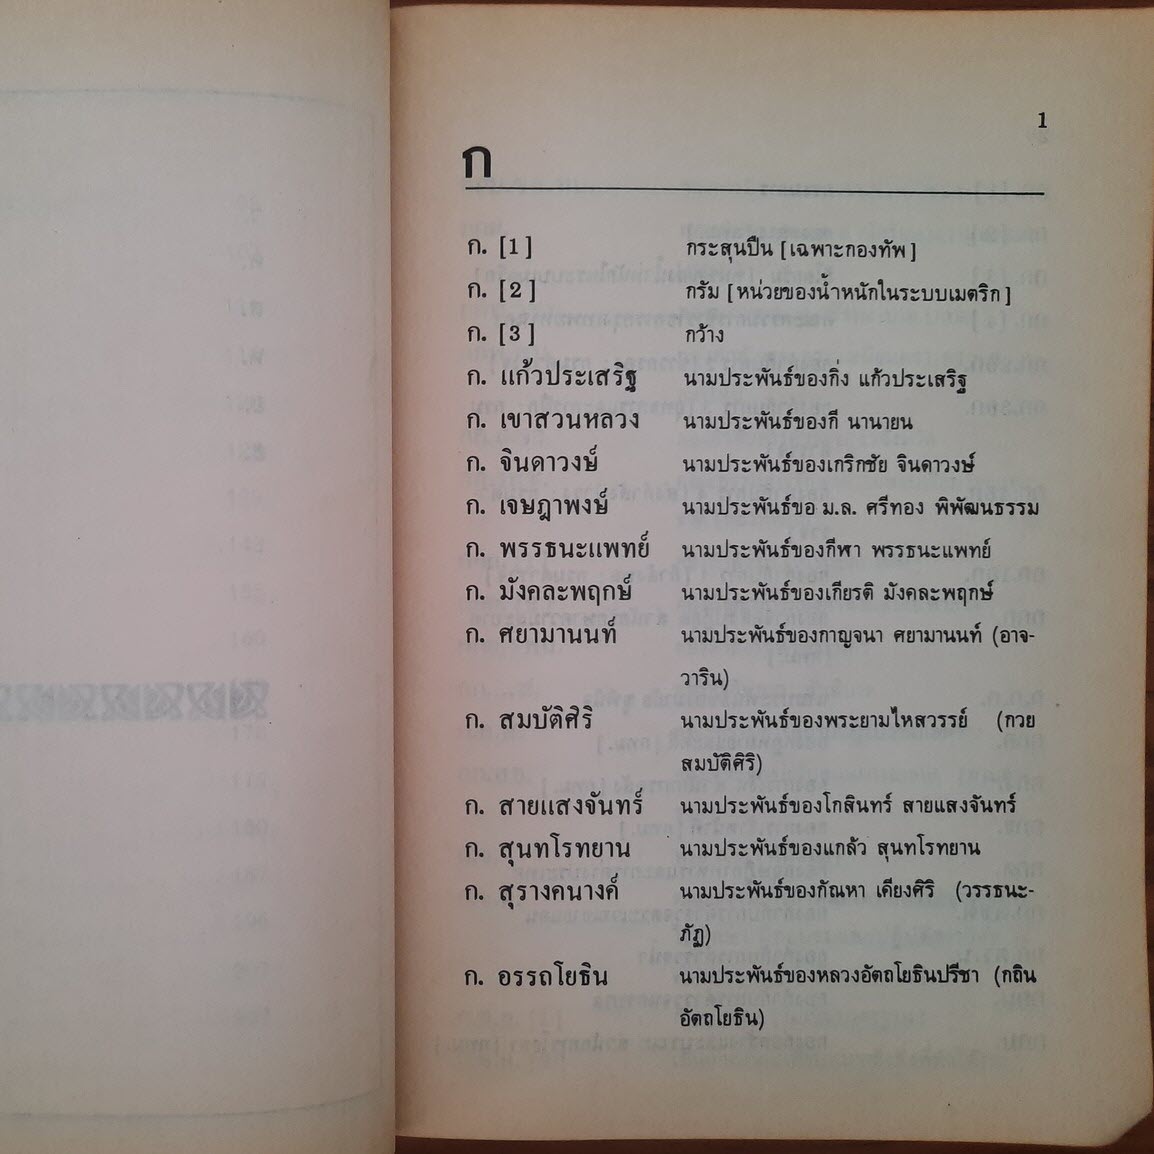 1
ก
ก. [1] กระสุนปืน [เฉพาะกองทัพ]
ก. [2] กรัม [หน่วยของน้ำหนักในระบบเมตริก]
ก. [3] กว้าง
ก. แก้วประเสริฐ นามประพันธ์ของกิ่ง แก้วประเสริฐ
ก. เขาสวนหลวง นามประพันธ์ของกี นานายน
ก. จินดาวงษ์ นามประพันธ์ของเกริกชัย จินดาวงษ์
ก. เจษฎาพงษ์ นามประพันธ์ขอ ม.ล. ศรีทอง พิพัฒนธรรม
ก. พรรธนะแพทย์ นามประพันธ์ของกีฬา พรรธนะแพทย์
ก. มังคละพฤกษ์ นามประพันธ์ของเกียรติ มังคละพฤกษ์
ก. ศยามานนท์ นามประพันธ์ของกาญจนา ศยามานนท์ (อาจ-
วาริน)
ก. สมบัติศิริ นามประพันธ์ของพระยามไหสวรรย์ (กวย
สมบัติศิริ)
ก. สายแสงจันทร์ นามประพันธ์ของโกสินทร์ สายแสงจันทร์
ก. สุนทโรทยาน นามประพันธ์ของแกล้ว สุนทโรทยาน
ก. สุรางคนางค์ นามประพันธ์ของกัณหา เคียงศิริ (วรรธนะ-
ภัฏ)
ก. อรรถโยธิน นามประพันธ์ของหลวงอัตถโยธินปรีชา (กถิน
อัตถโยธิน)